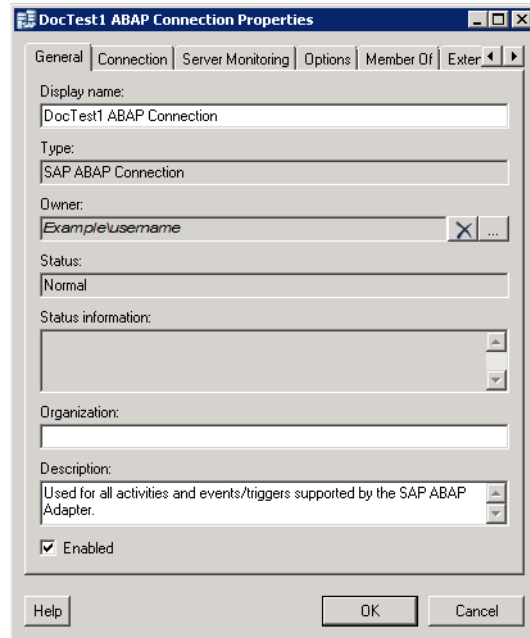 DocTest1 ABAP Connection Properties
General Connection Server Monitoring Options Member Of
Display name:
DocTest1 ABAP Connection
Type:
SAP ABAP Connection
Owner:
Example\username
...
Status:
Normal
Status information:
Organization:
Description:
Used for all activities and events/triggers supported by the SAP ABAP
Adapter.
Enabled
Help OK Cancel